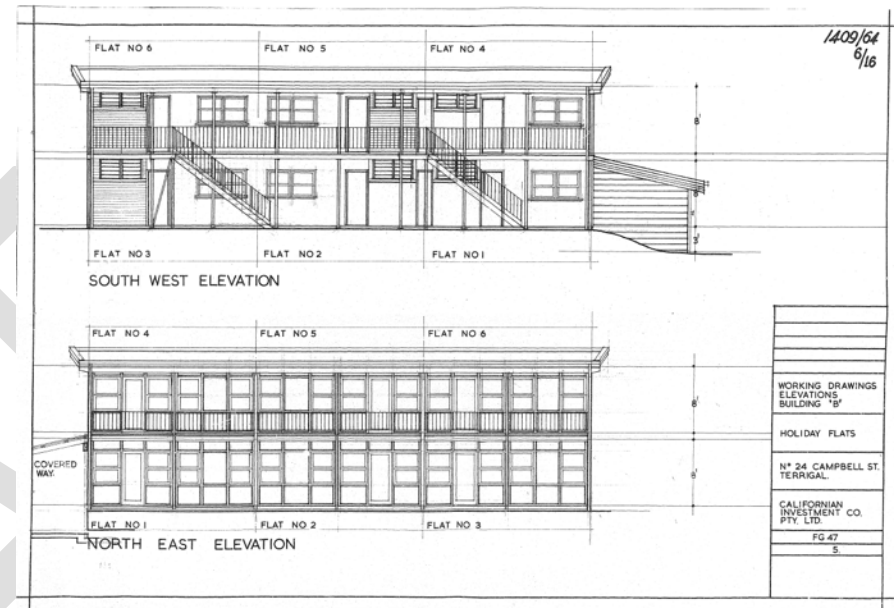 1409/64
6/16
FLAT NO 6 FLAT NO 5 FLAT NO 4
8'
3'
FLAT NO 3 FLAT NO 2 FLAT NO 1
SOUTH WEST ELEVATION
FLAT NO 4 FLAT NO 5 FLAT NO 6
8'
COVERED
WAY.
8'
FLAT NO 1 FLAT NO 2 FLAT NO 3
NORTH EAST ELEVATION
WORKING DRAWINGS
ELEVATIONS
BUILDING "B"
HOLIDAY FLATS
Nº 24 CAMPBELL ST.
TERRIGAL.
CALIFORNIAN
INVESTMENT CO.
PTY. LTD.
FG 47
5.